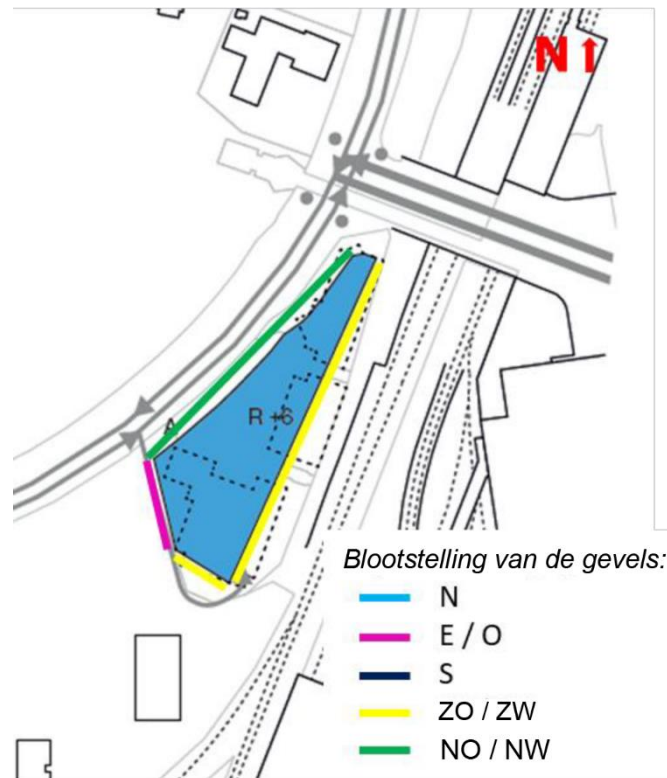 N
A
R +6
Blootstelling van de gevels:
N
E / O
S
ZO / ZW
NO / NW